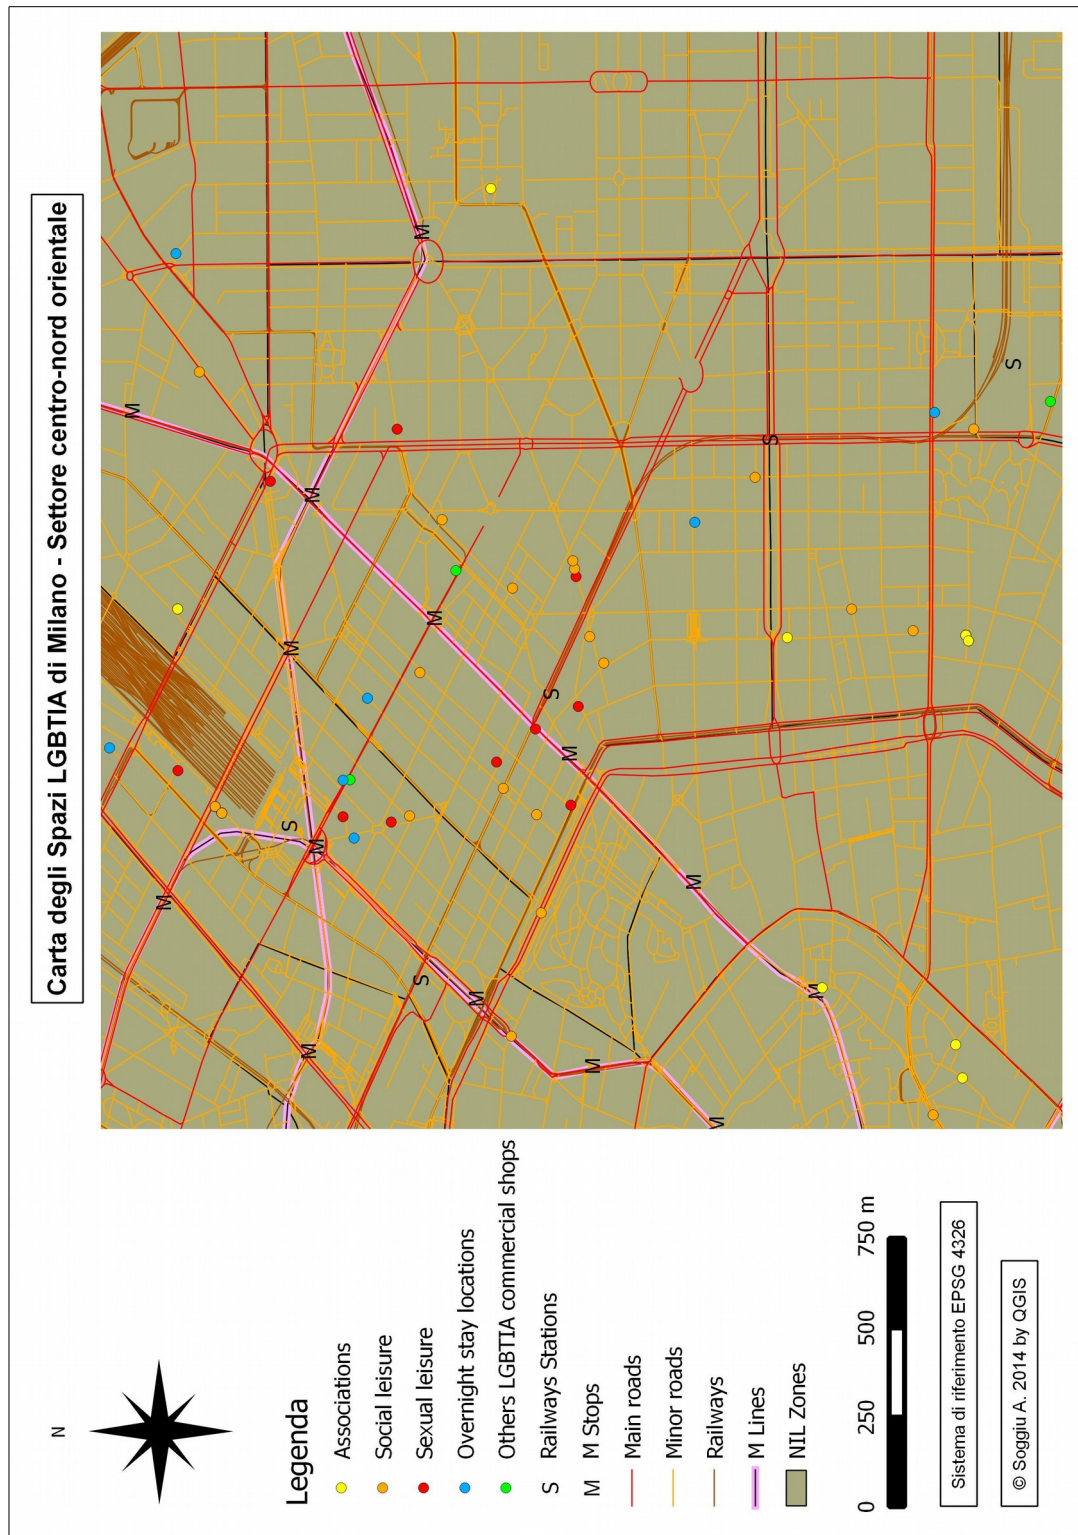 Carta degli Spazi LGBTIA di Milano - Settore centro-nord orientale
N
Legenda
Associations
Social leisure
Sexual leisure
Overnight stay locations
Others LGBTIA commercial shops
S Railways Stations
M M Stops
Main roads
Minor roads
Railways
M Lines
NIL Zones
0 250 500 750 m
Sistema di riferimento EPSG 4326
© Soggiu A. 2014 by QGIS
M
M
M
M
M
M
M
M
M
M
M
M
M
M
S
S
S
S
S